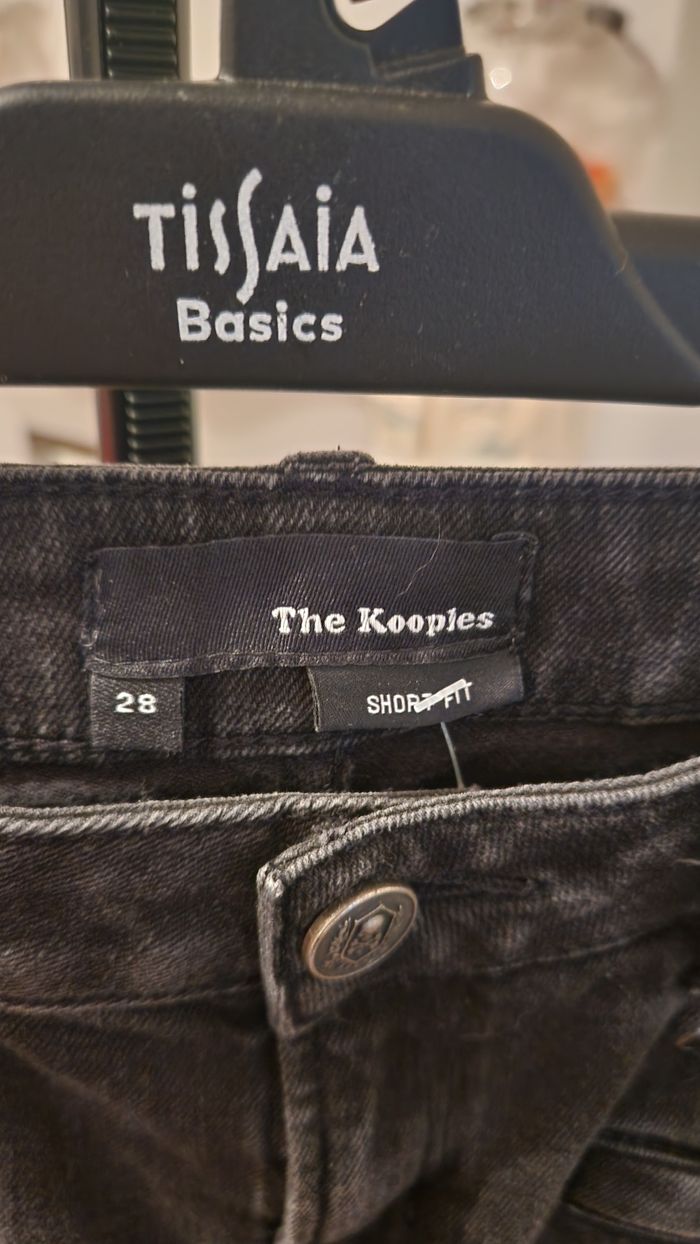 TissAiA
Basics
The Kooples
28
SHORT FIT